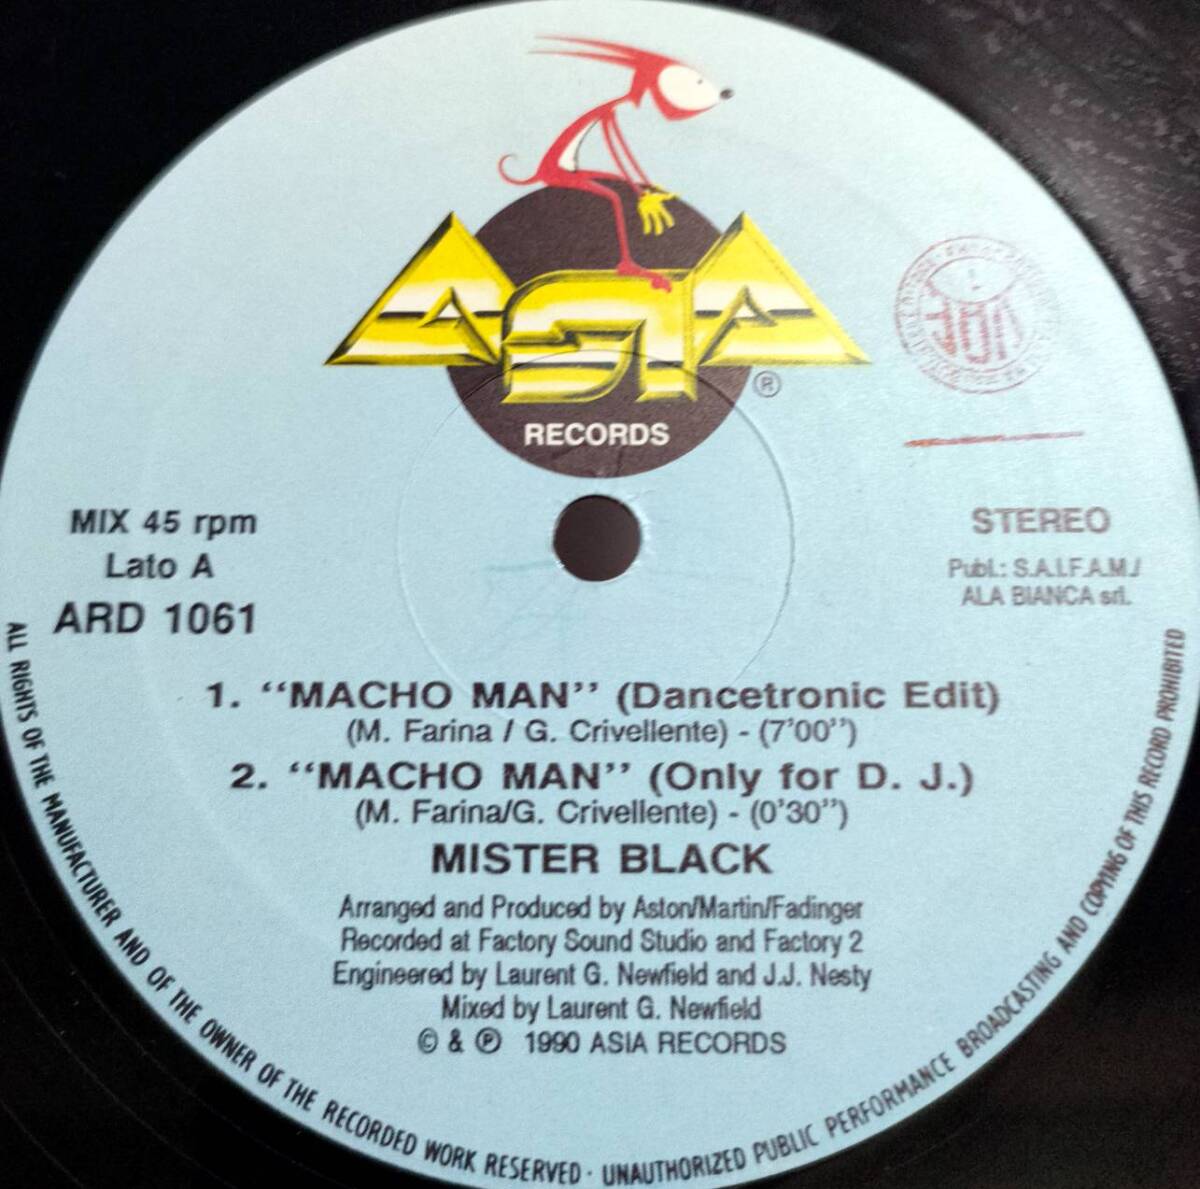 ASIA
®
RECORDS
MIX 45 rpm
Lato A
ARD 1061
STEREO
Publ.: S.A.I.F.A.M./
ALA BIANCA srl.
1. “MACHO MAN” (Dancetronic Edit)
(M. Farina / G. Crivellente) - (7’00”)
2. “MACHO MAN” (Only for D. J.)
(M. Farina/G. Crivellente) - (0’30”)
MISTER BLACK
Arranged and Produced by Aston/Martin/Fadinger
Recorded at Factory Sound Studio and Factory 2
Engineered by Laurent G. Newfield and J.J. Nesty
Mixed by Laurent G. Newfield
© & ℗ 1990 ASIA RECORDS
ALL RIGHTS OF THE MANUFACTURER AND OF THE OWNER OF THE RECORDED WORK RESERVED · UNAUTHORIZED PUBLIC PERFORMANCE BROADCASTING AND COPYING OF THIS RECORD PROHIBITED